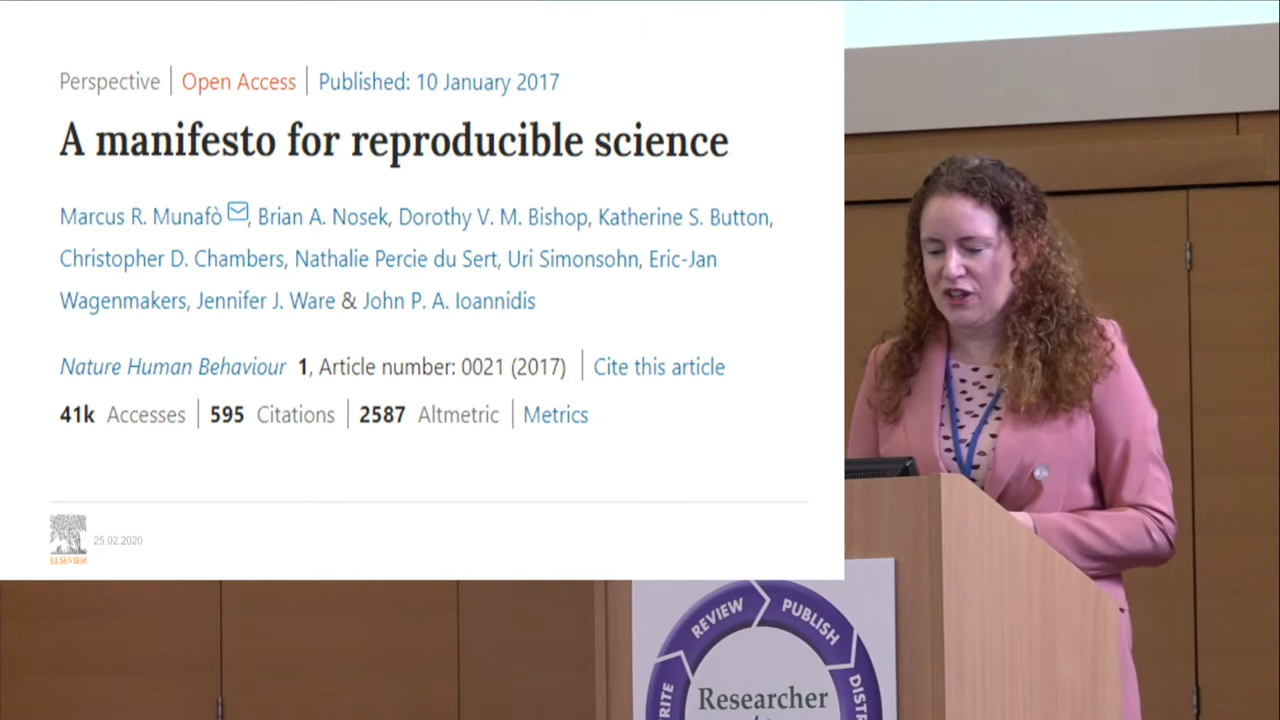 Perspective | Open Access | Published: 10 January 2017
A manifesto for reproducible science
Marcus R. Munafò, Brian A. Nosek, Dorothy V. M. Bishop, Katherine S. Button,
Christopher D. Chambers, Nathalie Percie du Sert, Uri Simonsohn, Eric-Jan
Wagenmakers, Jennifer J. Ware & John P. A. Ioannidis
Nature Human Behaviour 1, Article number: 0021 (2017) | Cite this article
41k Accesses | 595 Citations | 2587 Altmetric | Metrics
ELSEVIER
25.02.2020
REVIEW
PUBLISH
Researcher